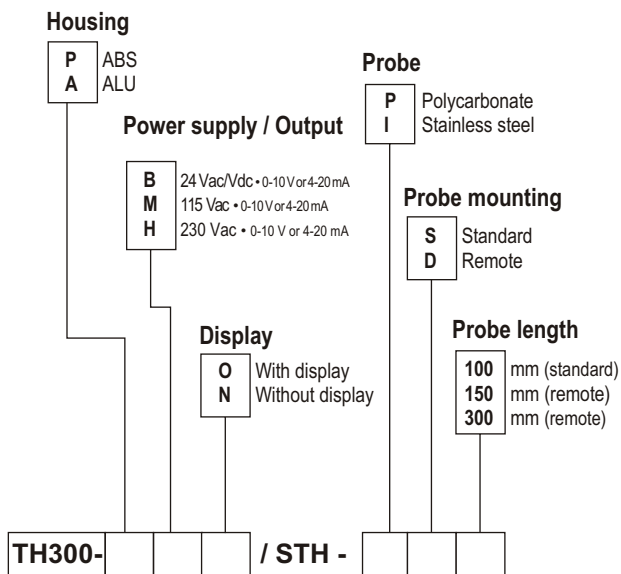 Housing
P ABS
A ALU
Power supply / Output
B 24 Vac/Vdc • 0-10 V or 4-20 mA
M 115 Vac • 0-10 V or 4-20 mA
H 230 Vac • 0-10 V or 4-20 mA
Display
O With display
N Without display
Probe
P Polycarbonate
I Stainless steel
Probe mounting
S Standard
D Remote
Probe length
100 mm (standard)
150 mm (remote)
300 mm (remote)
TH300- / STH -